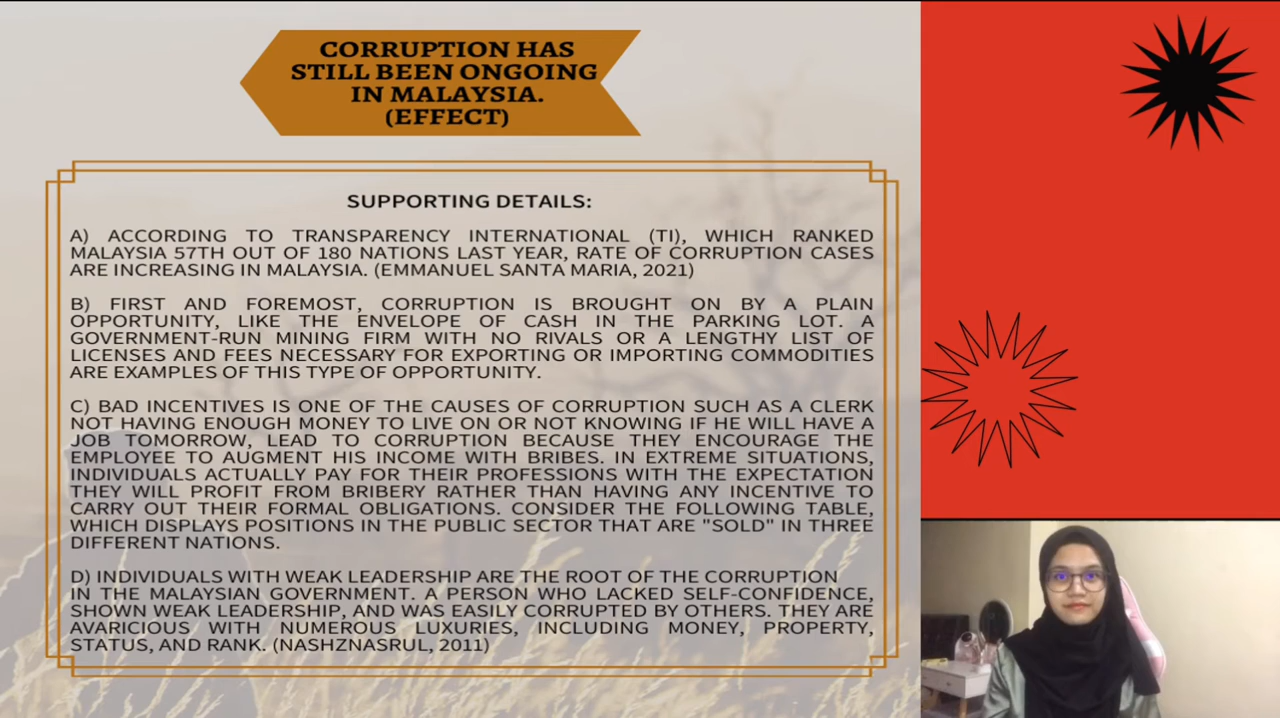 CORRUPTION HAS
STILL BEEN ONGOING
IN MALAYSIA.
(EFFECT)
SUPPORTING DETAILS:
A) ACCORDING TO TRANSPARENCY INTERNATIONAL (TI), WHICH RANKED
MALAYSIA 57TH OUT OF 180 NATIONS LAST YEAR, RATE OF CORRUPTION CASES
ARE INCREASING IN MALAYSIA. (EMMANUEL SANTA MARIA, 2021)
B) FIRST AND FOREMOST, CORRUPTION IS BROUGHT ON BY A PLAIN
OPPORTUNITY, LIKE THE ENVELOPE OF CASH IN THE PARKING LOT. A
GOVERNMENT-RUN MINING FIRM WITH NO RIVALS OR A LENGTHY LIST OF
LICENSES AND FEES NECESSARY FOR EXPORTING OR IMPORTING COMMODITIES
ARE EXAMPLES OF THIS TYPE OF OPPORTUNITY.
C) BAD INCENTIVES IS ONE OF THE CAUSES OF CORRUPTION SUCH AS A CLERK
NOT HAVING ENOUGH MONEY TO LIVE ON OR NOT KNOWING IF HE WILL HAVE A
JOB TOMORROW, LEAD TO CORRUPTION BECAUSE THEY ENCOURAGE THE
EMPLOYEE TO AUGMENT HIS INCOME WITH BRIBES. IN EXTREME SITUATIONS,
INDIVIDUALS ACTUALLY PAY FOR THEIR PROFESSIONS WITH THE EXPECTATION
THEY WILL PROFIT FROM BRIBERY RATHER THAN HAVING ANY INCENTIVE TO
CARRY OUT THEIR FORMAL OBLIGATIONS. CONSIDER THE FOLLOWING TABLE,
WHICH DISPLAYS POSITIONS IN THE PUBLIC SECTOR THAT ARE "SOLD" IN THREE
DIFFERENT NATIONS.
D) INDIVIDUALS WITH WEAK LEADERSHIP ARE THE ROOT OF THE CORRUPTION
IN THE MALAYSIAN GOVERNMENT. A PERSON WHO LACKED SELF-CONFIDENCE,
SHOWN WEAK LEADERSHIP, AND WAS EASILY CORRUPTED BY OTHERS. THEY ARE
AVARICIOUS WITH NUMEROUS LUXURIES, INCLUDING MONEY, PROPERTY,
STATUS, AND RANK. (NASHZNASRUL, 2011)